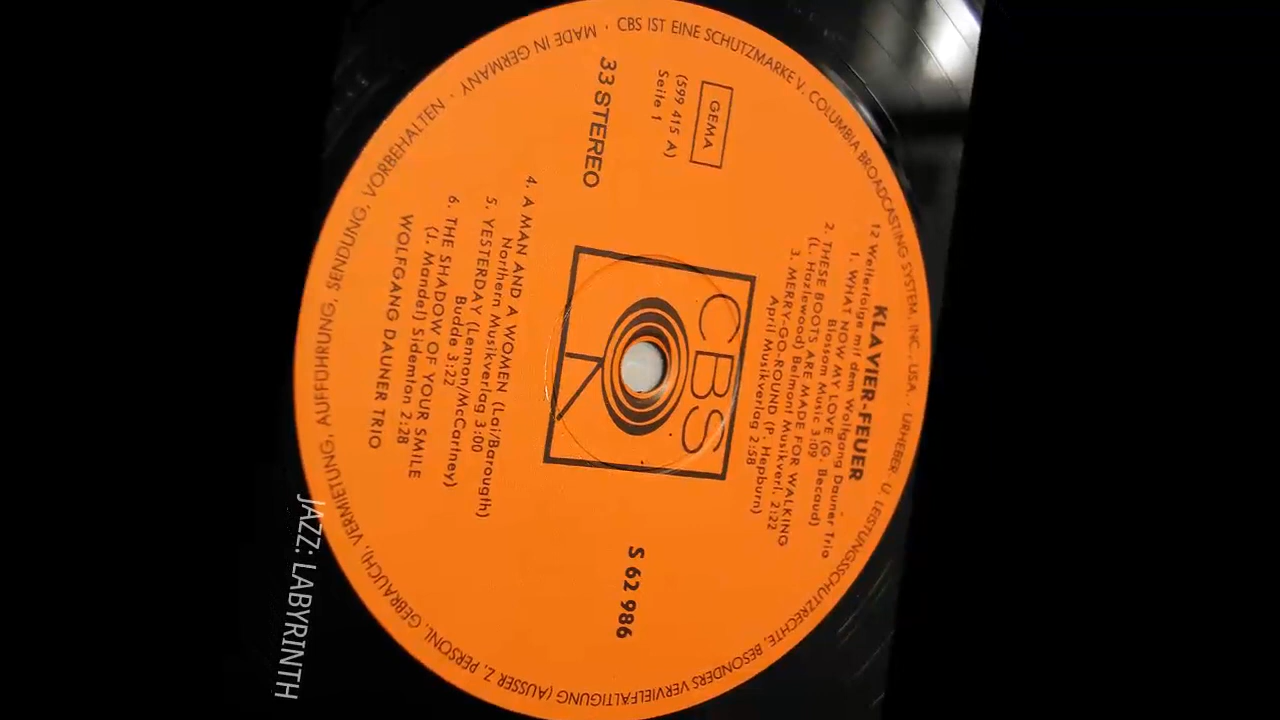 CBS IST EINE SCHUTZMARKE V. COLUMBIA BROADCASTING SYSTEM, INC., USA. · URHEBER- U. LEISTUNGSSCHUTZRECHTE, BESONDERS VERVIELFÄLTIGUNG (AUSSER Z. PERSÖNL. GEBRAUCH), VERMIETUNG, AUFFÜHRUNG, SENDUNG, VORBEHALTEN · MADE IN GERMANY ·
KLAVIER-FEUER
12 Welterfolge mit dem Wolfgang Dauner Trio
1. WHAT NOW MY LOVE (G. Becaud)
Blossom Music 3:09
2. THESE BOOTS ARE MADE FOR WALKING
(L. Hazlewood) Belmont Musikverl. 2:22
3. MERRY-GO-ROUND (P. Hepburn)
April Musikverlag 2:58
GEMA
(S99 415 A)
Seite 1
CBS
33 STEREO
S 62 986
4. A MAN AND A WOMEN (Lai/Barougth)
Northern Musikverlag 3:00
5. YESTERDAY (Lennon/McCartney)
Budde 3:22
6. THE SHADOW OF YOUR SMILE
(J. Mandel) Sidemton 2:28
WOLFGANG DAUNER TRIO
JAZZ: LABYRINTH